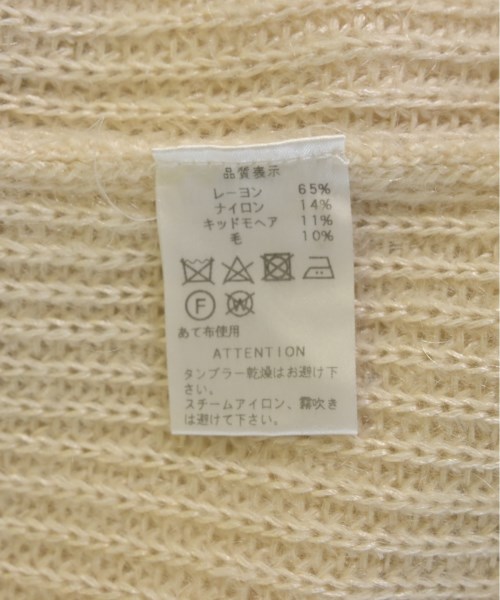 品質表示
レーヨン 65%
ナイロン 14%
キッドモヘア 11%
毛 10%
F W
あて布使用
ATTENTION
タンブラー乾燥はお避け下
さい。
スチームアイロン、霧吹き
は避けて下さい。